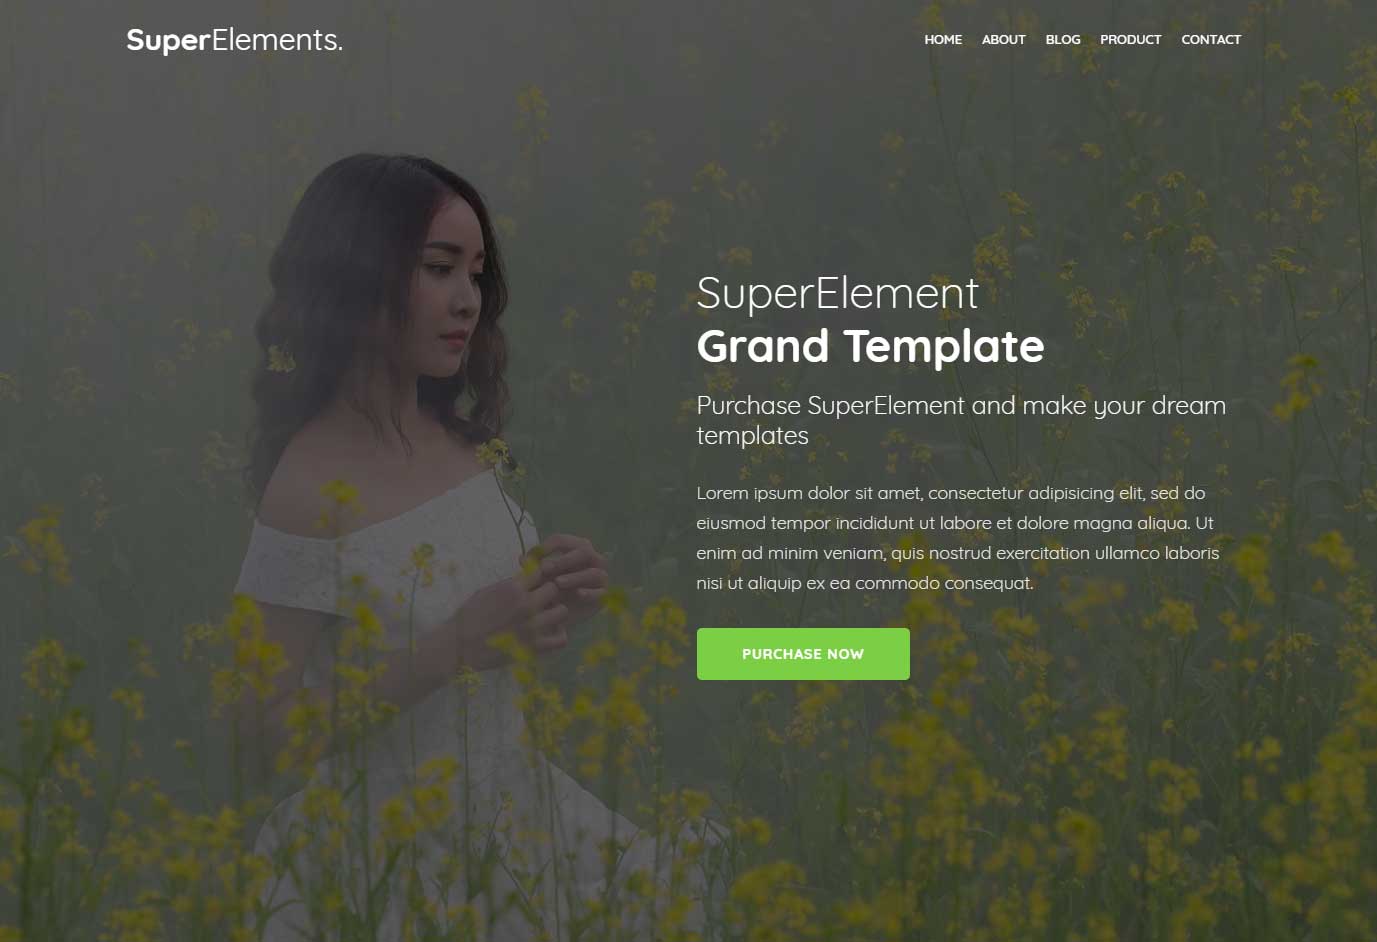 SuperElements.
HOME ABOUT BLOG PRODUCT CONTACT
SuperElement
Grand Template
Purchase SuperElement and make your dream
templates
Lorem ipsum dolor sit amet, consectetur adipisicing elit, sed do
eiusmod tempor incididunt ut labore et dolore magna aliqua. Ut
enim ad minim veniam, quis nostrud exercitation ullamco laboris
nisi ut aliquip ex ea commodo consequat.
PURCHASE NOW